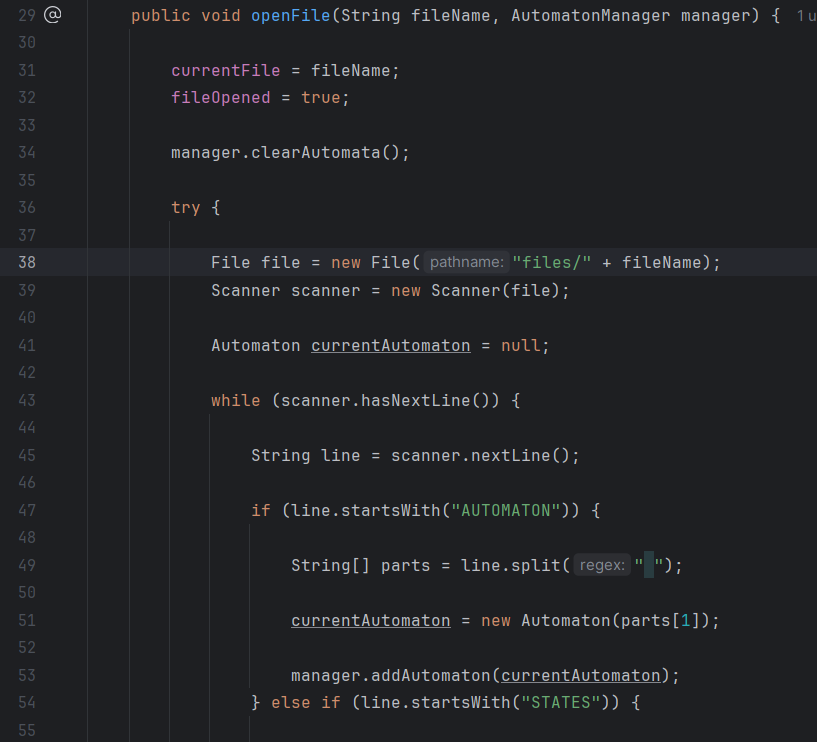 29 @ public void openFile(String fileName, AutomatonManager manager) { 1 u
30
31 currentFile = fileName;
32 fileOpened = true;
33
34 manager.clearAutomata();
35
36 try {
37
38 File file = new File( pathname: "files/" + fileName);
39 Scanner scanner = new Scanner(file);
40
41 Automaton currentAutomaton = null;
42
43 while (scanner.hasNextLine()) {
44
45 String line = scanner.nextLine();
46
47 if (line.startsWith("AUTOMATON")) {
48
49 String[] parts = line.split( regex: " ");
50
51 currentAutomaton = new Automaton(parts[1]);
52
53 manager.addAutomaton(currentAutomaton);
54 } else if (line.startsWith("STATES")) {
55